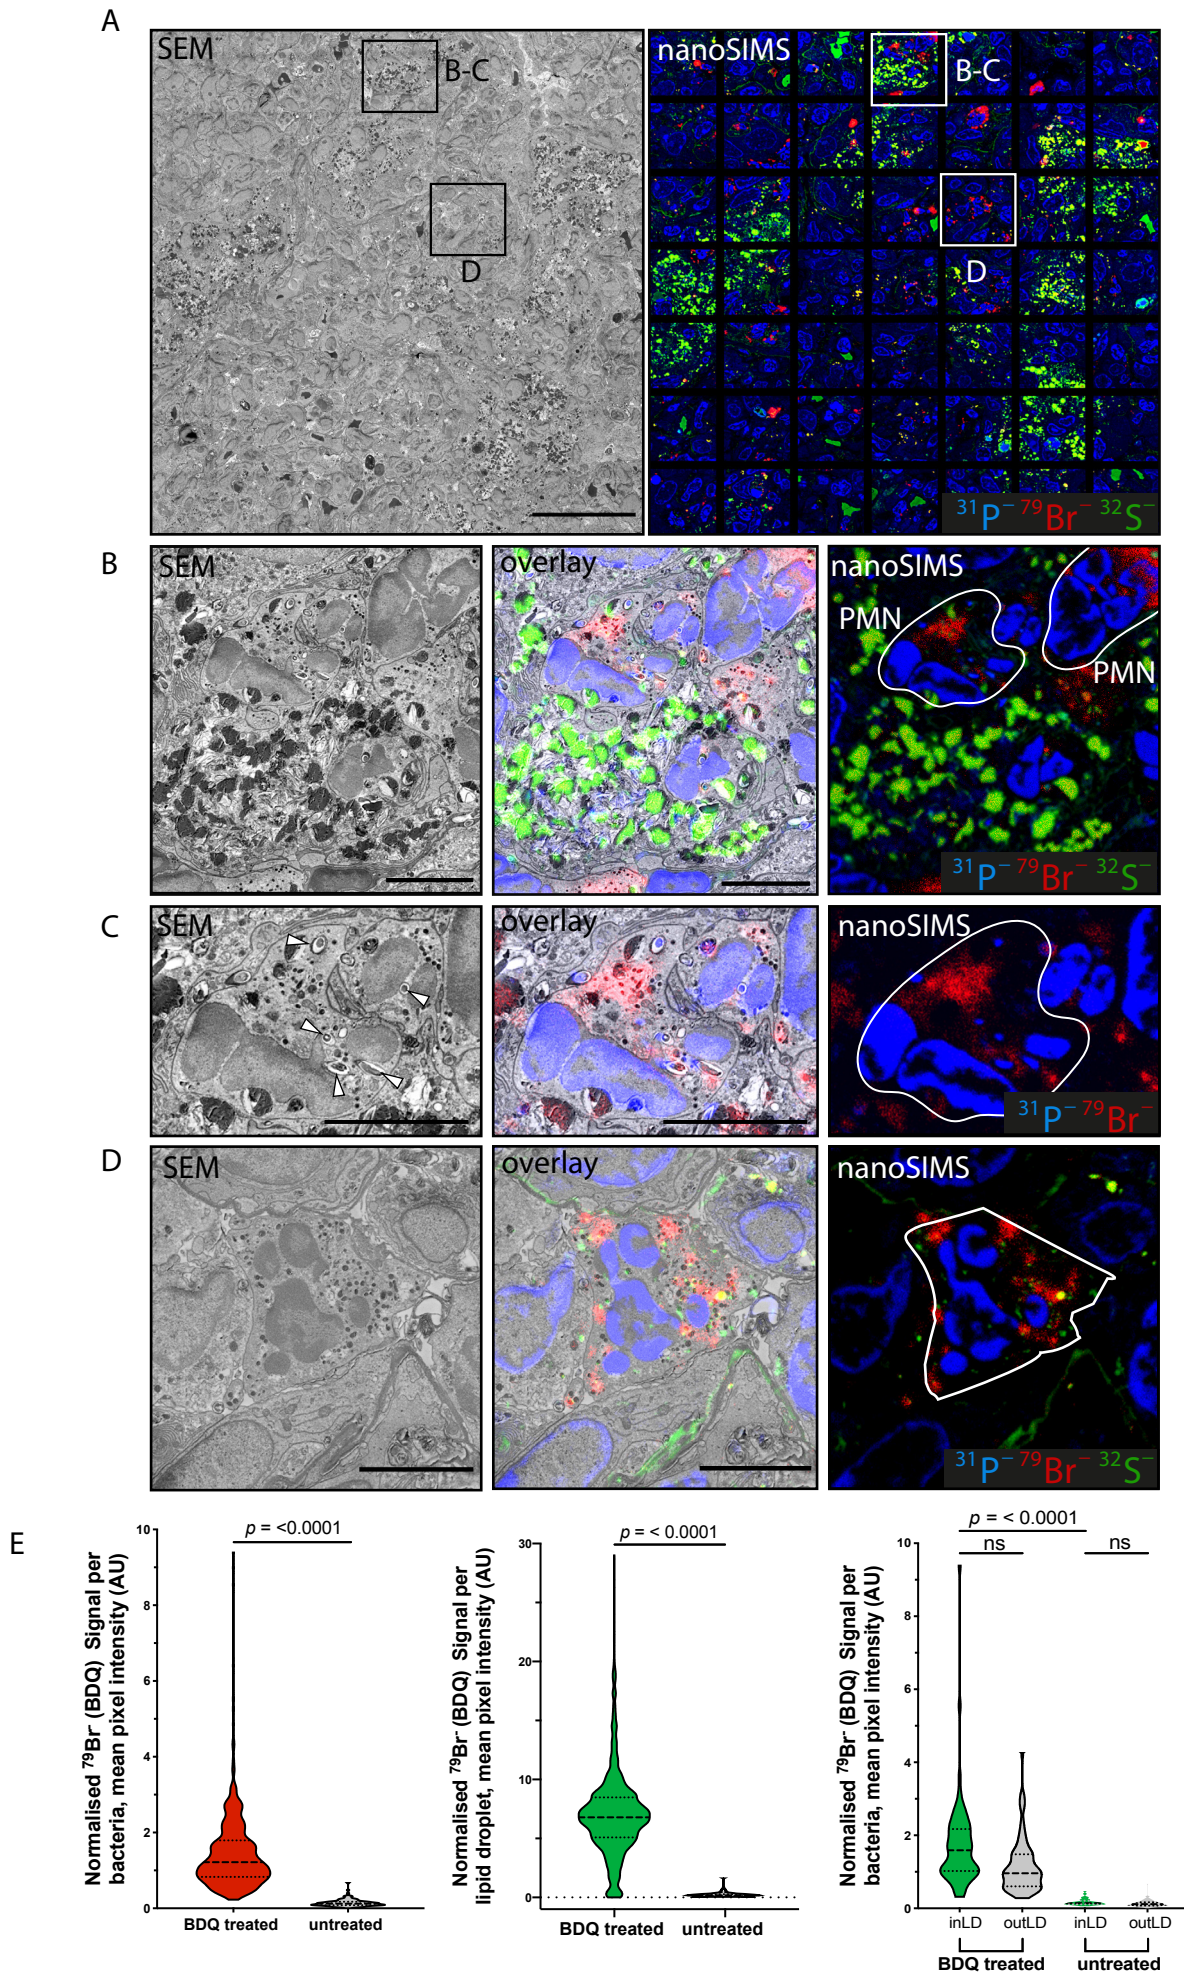 A
SEM
B-C
D
nanoSIMS
B-C
D
³¹P⁻ ⁷⁹Br⁻ ³²S⁻
B
SEM
overlay
nanoSIMS
PMN
PMN
³¹P⁻ ⁷⁹Br⁻ ³²S⁻
C
SEM
overlay
nanoSIMS
³¹P⁻ ⁷⁹Br⁻
D
SEM
overlay
nanoSIMS
³¹P⁻ ⁷⁹Br⁻ ³²S⁻
E
Normalised ⁷⁹Br⁻ (BDQ) Signal per
bacteria, mean pixel intensity (AU)
10
8
6
4
2
0
p = <0.0001
BDQ treated
untreated
Normalised ⁷⁹Br⁻ (BDQ) Signal per
lipid droplet, mean pixel intensity (AU)
30
20
10
0
p = < 0.0001
BDQ treated
untreated
Normalised ⁷⁹Br⁻ (BDQ) Signal per
bacteria, mean pixel intensity (AU)
10
8
6
4
2
0
p = < 0.0001
ns
ns
inLD
outLD
inLD
outLD
BDQ treated
untreated